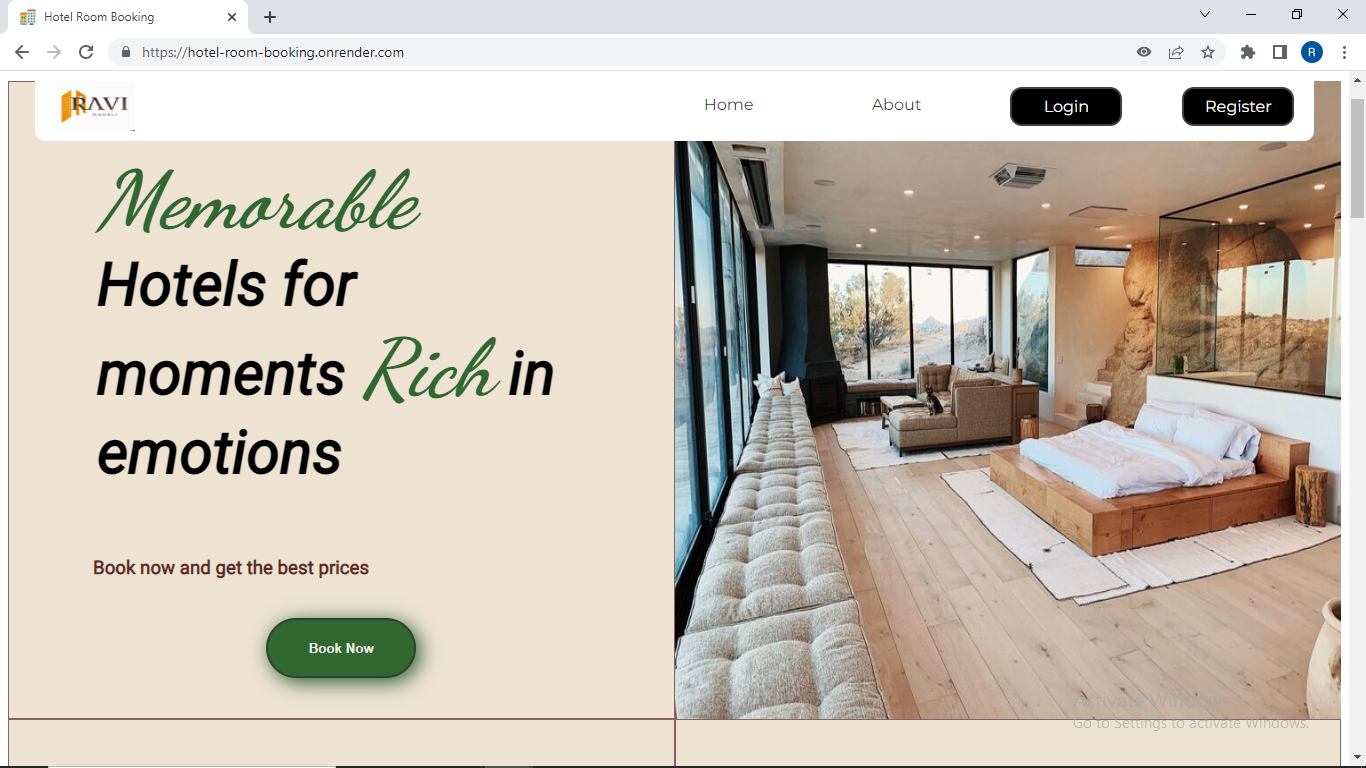 Hotel Room Booking
https://hotel-room-booking.onrender.com
R
RAVI
Home
About
Login
Register
Memorable
Hotels for
moments Rich in
emotions
Book now and get the best prices
Book Now
Activate Windows
Go to Settings to activate Windows.